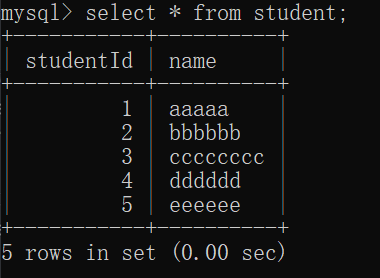 mysql> select * from student;
+-----------+----------+
| studentId | name     |
+-----------+----------+
|         1 | aaaaa    |
|         2 | bbbbbb   |
|         3 | cccccccc |
|         4 | dddddd   |
|         5 | eeeeee   |
+-----------+----------+
5 rows in set (0.00 sec)